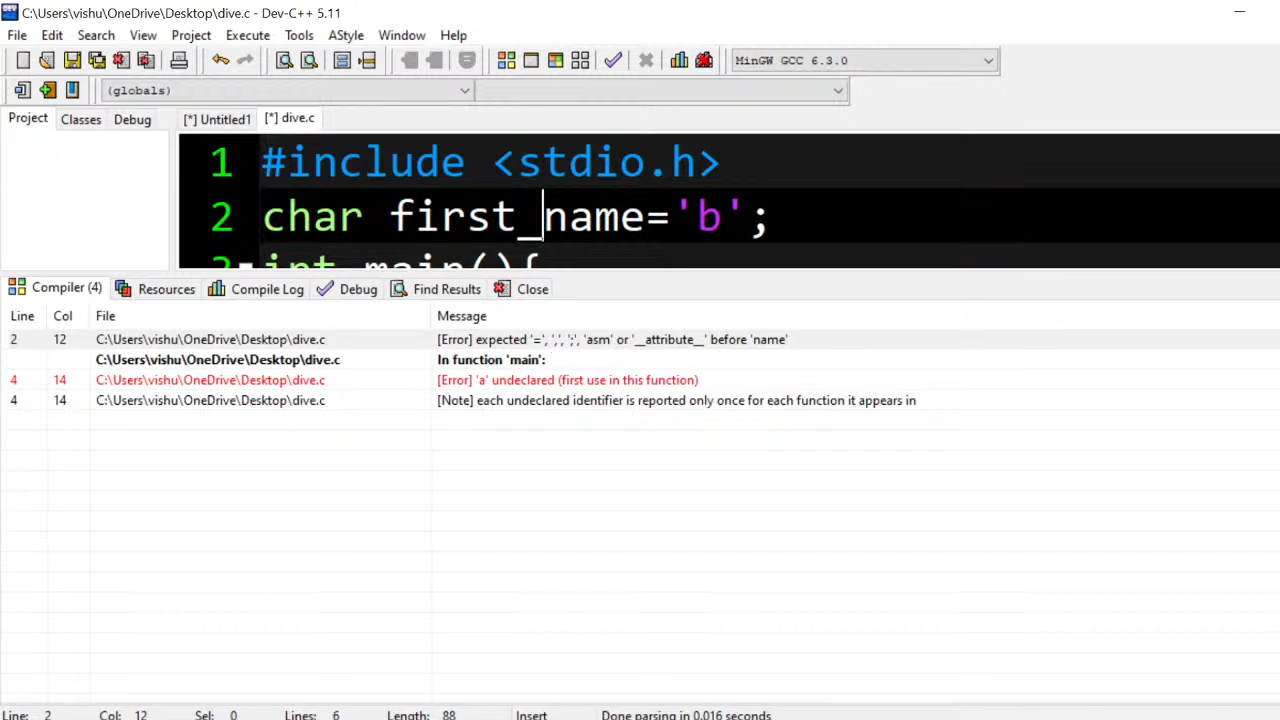 C:\Users\vishu\OneDrive\Desktop\dive.c - Dev-C++ 5.11
File Edit Search View Project Execute Tools AStyle Window Help
MinGW GCC 6.3.0
(globals)
Project Classes Debug [*] Untitled1 [*] dive.c
1 #include <stdio.h>
2 char first_name='b';
3 int main(){
Compiler (4) Resources Compile Log Debug Find Results Close
Line Col File Message
2 12 C:\Users\vishu\OneDrive\Desktop\dive.c [Error] expected '=', ',', ';', 'asm' or '__attribute__' before 'name'
C:\Users\vishu\OneDrive\Desktop\dive.c In function 'main':
4 14 C:\Users\vishu\OneDrive\Desktop\dive.c [Error] 'a' undeclared (first use in this function)
4 14 C:\Users\vishu\OneDrive\Desktop\dive.c [Note] each undeclared identifier is reported only once for each function it appears in
Line: 2 Col: 12 Sel: 0 Lines: 6 Length: 88 Insert Done parsing in 0.016 seconds